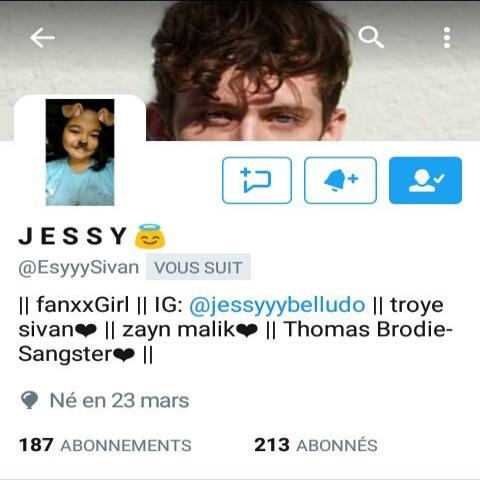 J E S S Y 😇
@EsyyySivan VOUS SUIT
|| fanxxGirl || IG: @jessyyybelludo || troye
sivan❤ || zayn malik❤ || Thomas Brodie-
Sangster❤ ||
Né en 23 mars
187 ABONNEMENTS 213 ABONNÉS